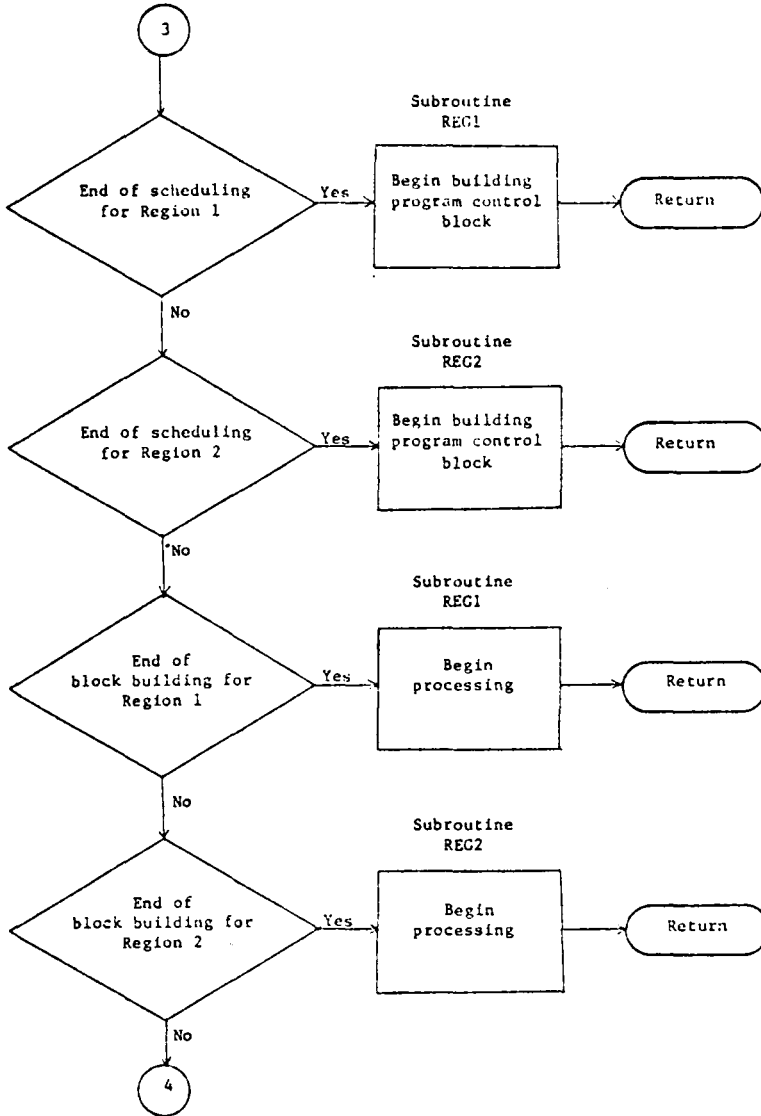 3
Subroutine
REG1
End of scheduling
for Region 1
Yes
Begin building
program control
block
Return
No
Subroutine
REG2
End of scheduling
for Region 2
Yes
Begin building
program control
block
Return
No
Subroutine
REG1
End of
block building for
Region 1
Yes
Begin
processing
Return
No
Subroutine
REG2
End of
block building for
Region 2
Yes
Begin
processing
Return
No
4